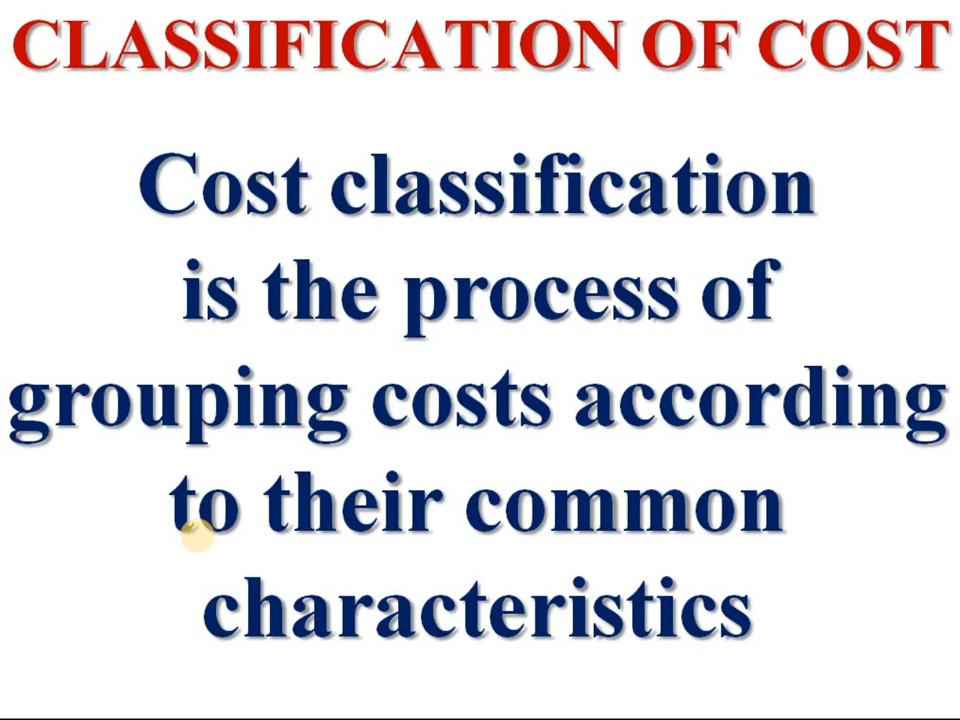 CLASSIFICATION OF COST
Cost classification
is the process of
grouping costs according
to their common
characteristics